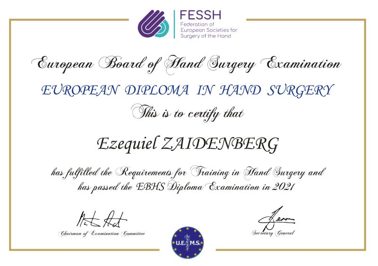 FESSH
Federation of
European Societies for
Surgery of the Hand
European Board of Hand Surgery Examination
EUROPEAN DIPLOMA IN HAND SURGERY
This is to certify that
Ezequiel ZAIDENBERG
has fulfilled the Requirements for Training in Hand Surgery and
has passed the EBHS Diploma Examination in 2021
Chairman of Examination Committee
Secretary General
U.E.M.S.